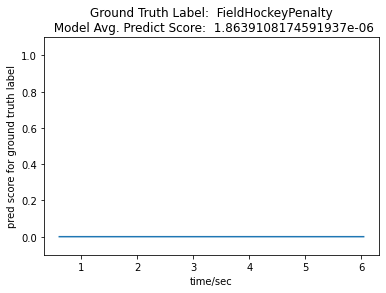 Ground Truth Label:  FieldHockeyPenalty
Model Avg. Predict Score:  1.8639108174591937e-06
1.0
0.8
0.6
0.4
0.2
0.0
pred score for ground truth label
1 2 3 4 5 6
time/sec